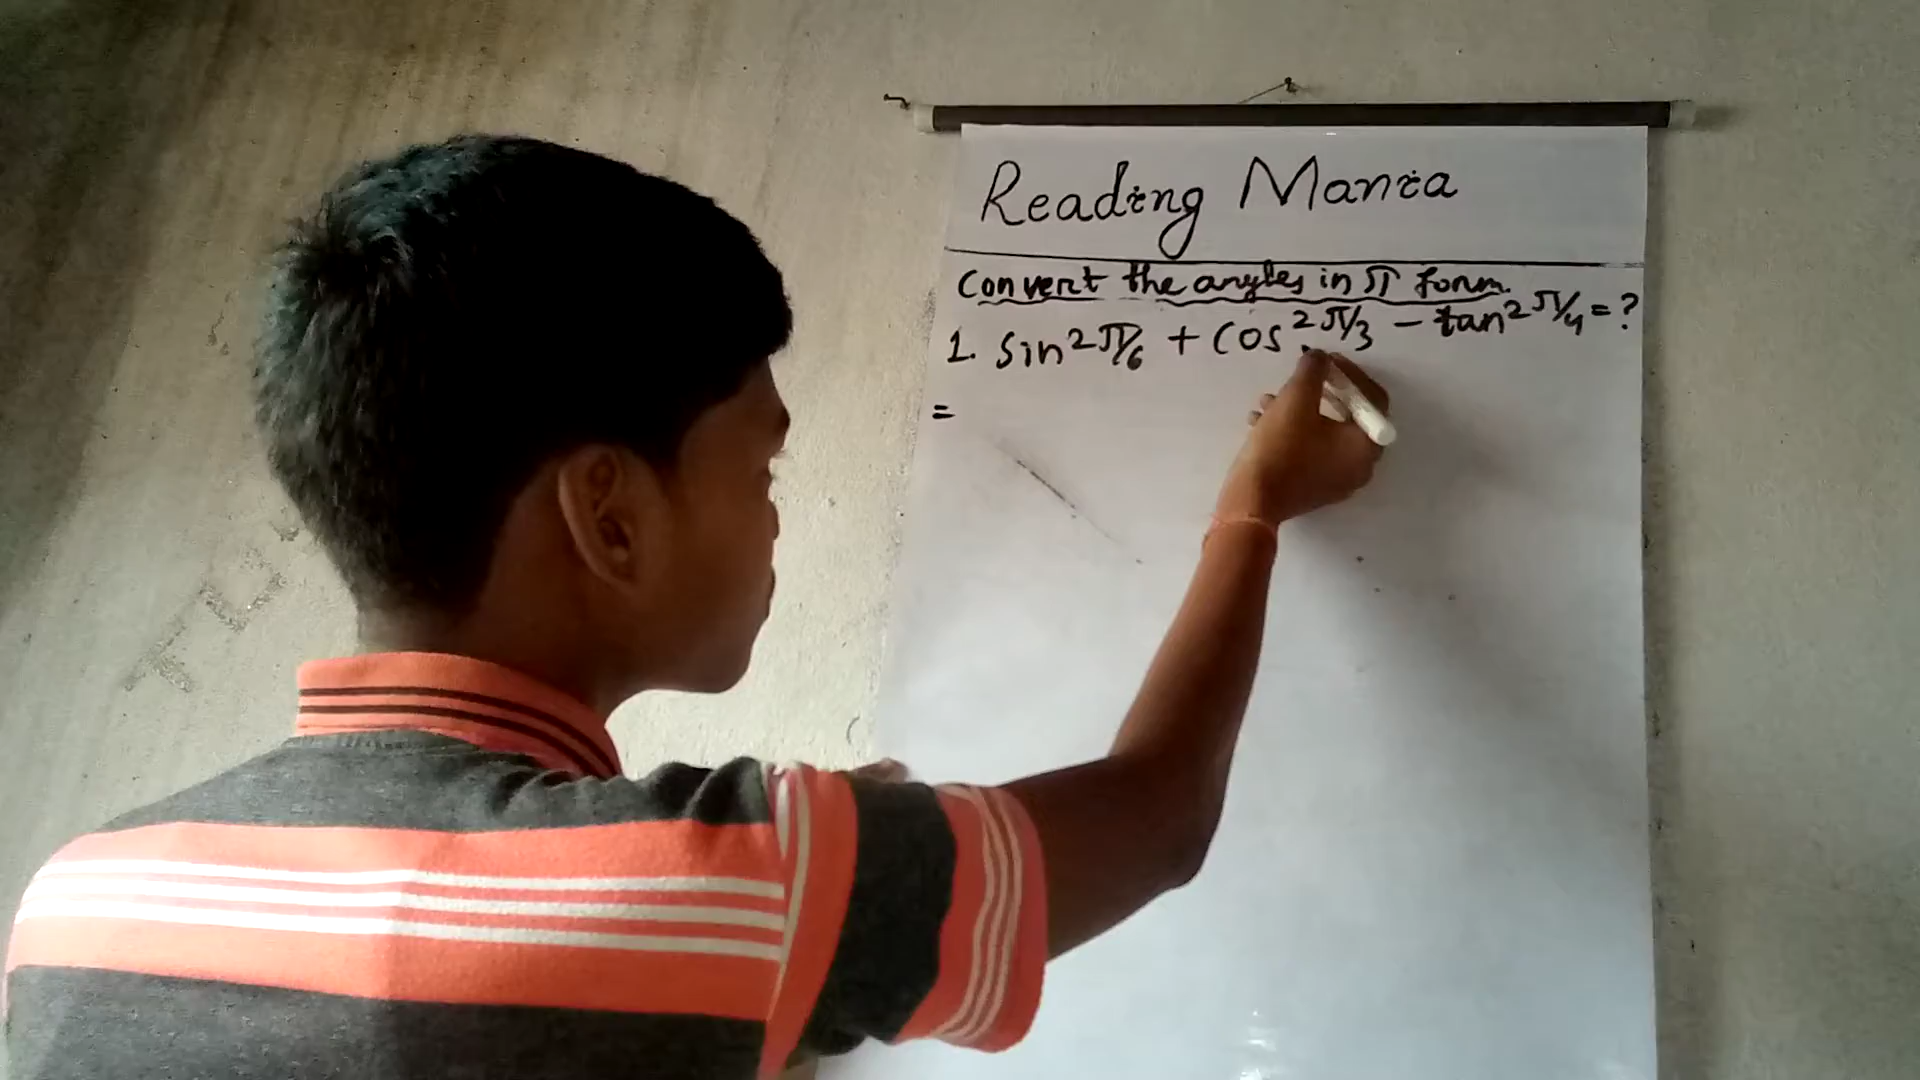 Reading Mania
Convert the angles in π form.
1. Sin²π/6 + Cos²π/3 – tan²π/4 = ?
=